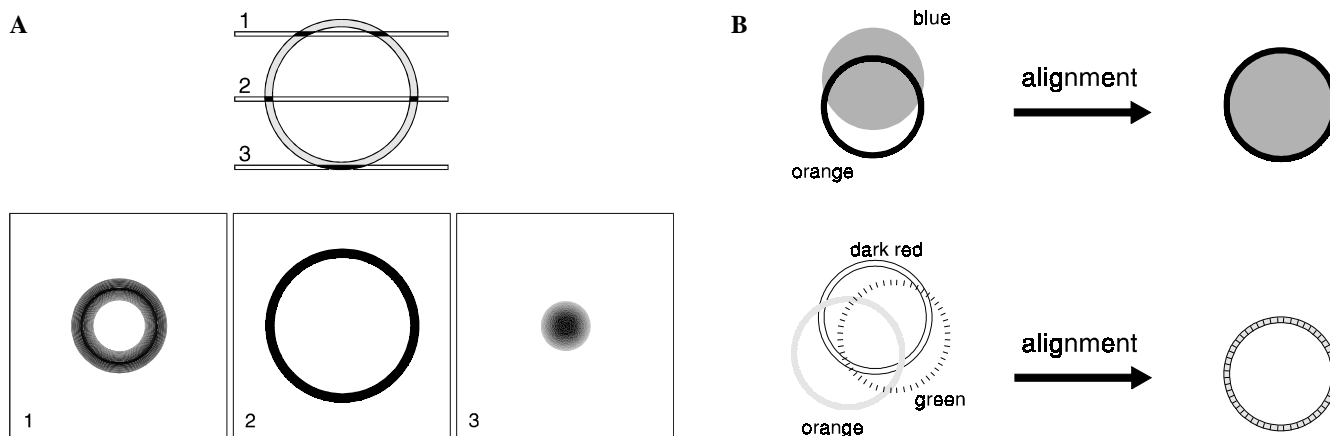 A
1
2
3
1
2
3
B
blue
alignment
orange
dark red
alignment
green
orange